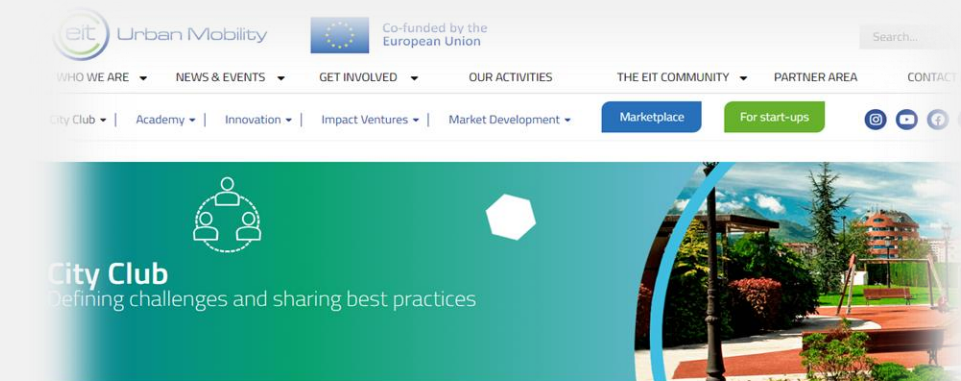 eit Urban Mobility
Co-funded by the
European Union
Search...
WHO WE ARE NEWS & EVENTS GET INVOLVED OUR ACTIVITIES THE EIT COMMUNITY PARTNER AREA CONTACT
City Club | Academy | Innovation | Impact Ventures | Market Development Marketplace For start-ups
City Club
Defining challenges and sharing best practices